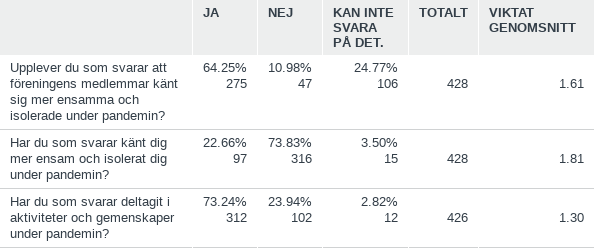 JA NEJ KAN INTE SVARA PÅ DET. TOTALT VIKTAT GENOMSNITT
Upplever du som svarar att 64.25% 10.98% 24.77%
föreningens medlemmar känt 275 47 106 428 1.61
sig mer ensamma och
isolerade under pandemin?
Har du som svarar känt dig 22.66% 73.83% 3.50%
mer ensam och isolerat dig 97 316 15 428 1.81
under pandemin?
Har du som svarar deltagit i 73.24% 23.94% 2.82%
aktiviteter och gemenskaper 312 102 12 426 1.30
under pandemin?